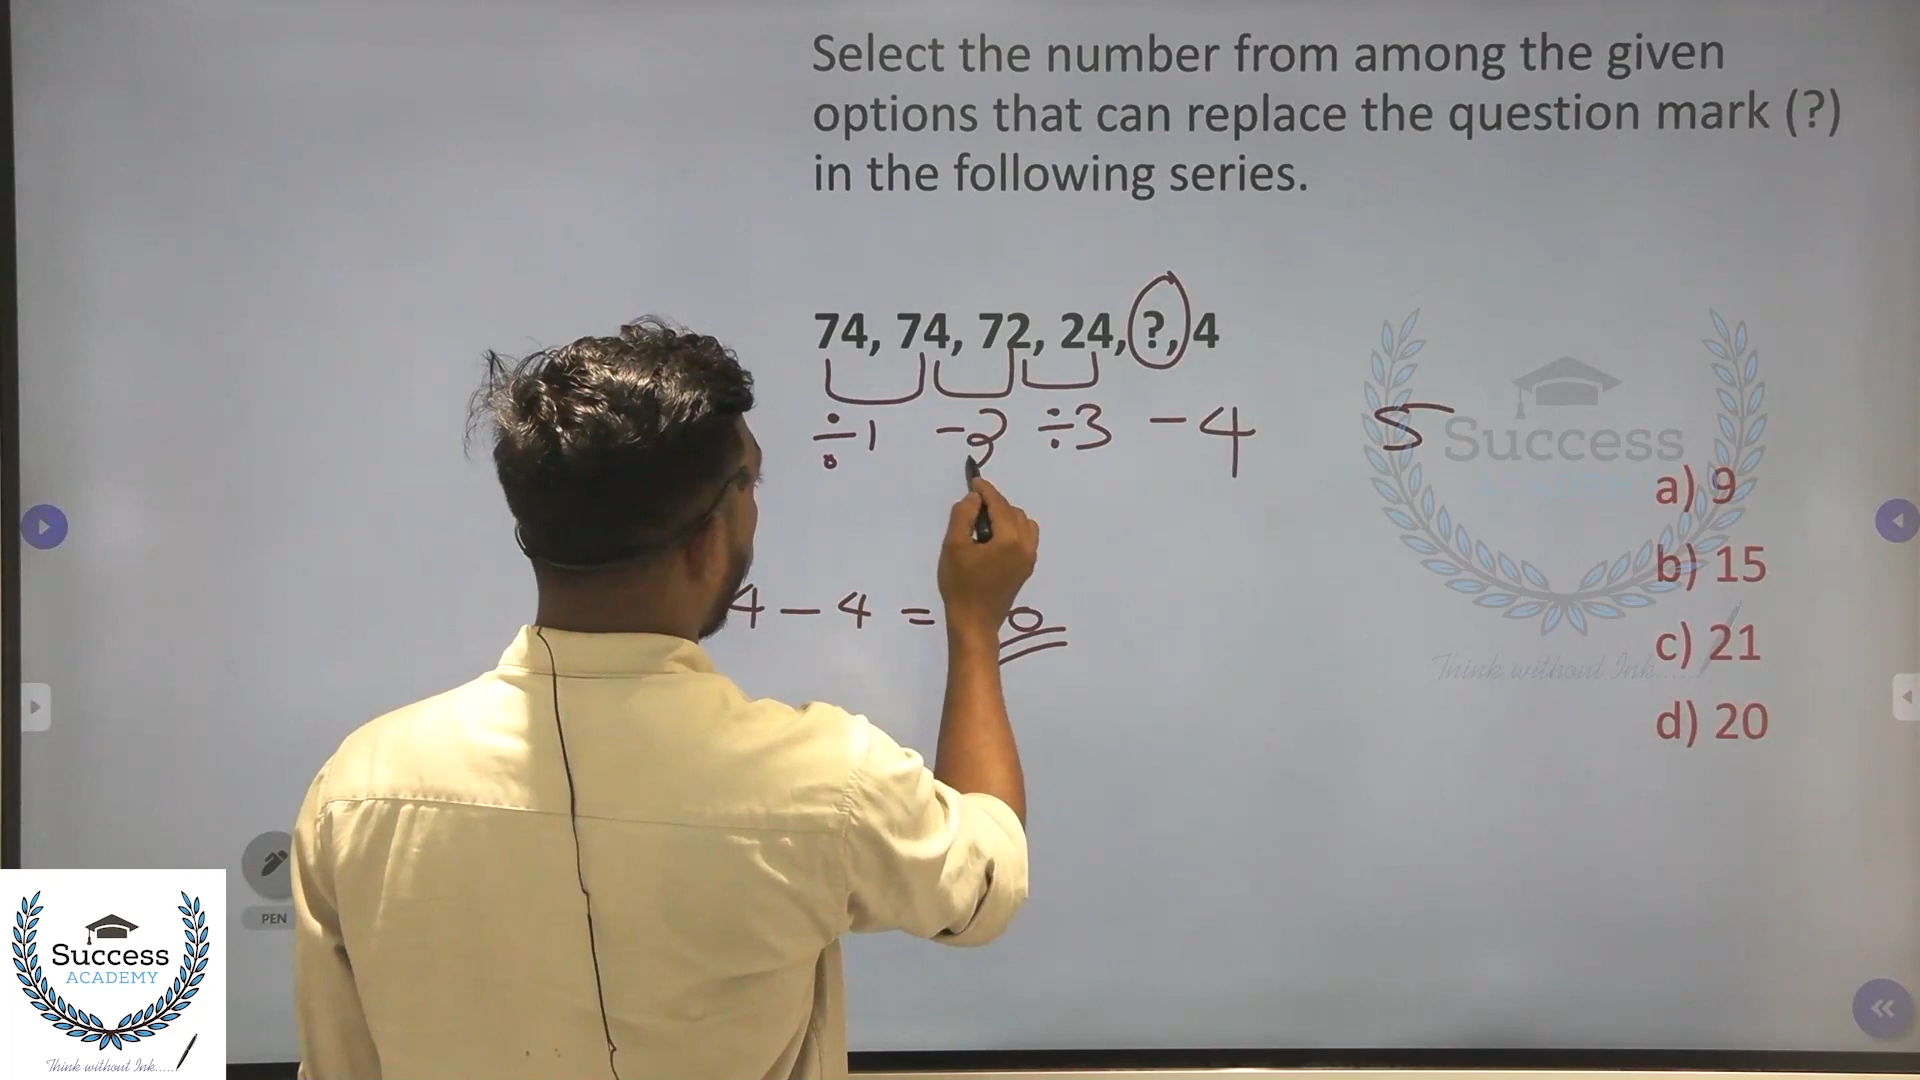 Select the number from among the given
options that can replace the question mark (?)
in the following series.
74, 74, 72, 24, ?, 4
÷1 -2 ÷3 -4 5
Success
a) 9
b) 15
4 - 4 =
c) 21
Think without Ink......
d) 20
PEN
Success
ACADEMY
Think without Ink......